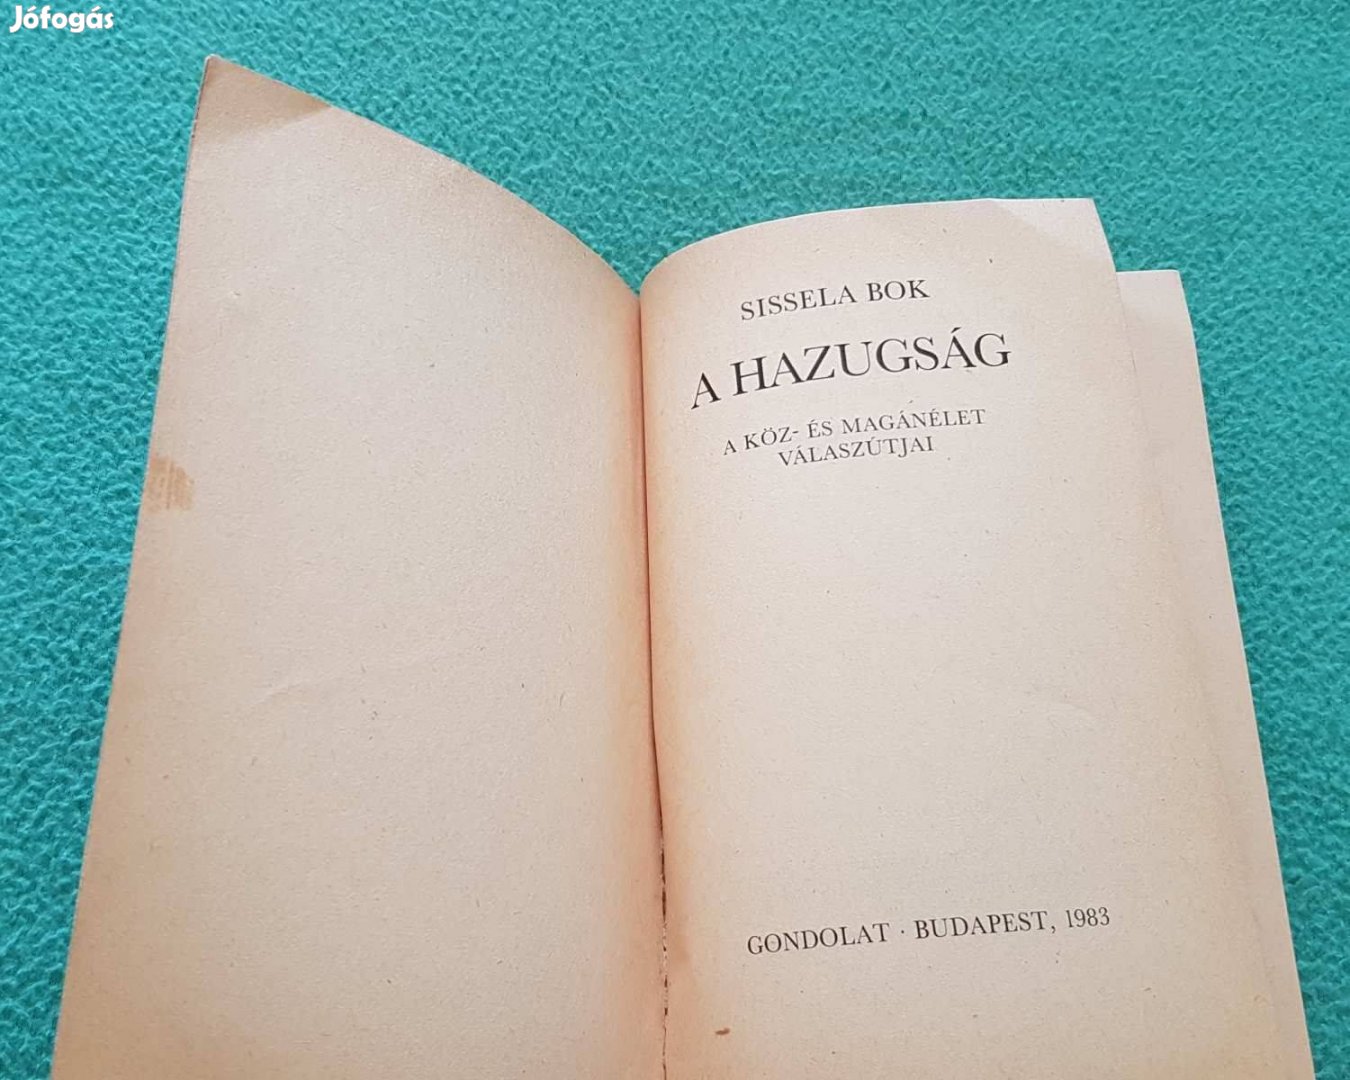 Jófogás
SISSELA BOK
A HAZUGSÁG
A KÖZ- ÉS MAGÁNÉLET
VÁLASZÚTJAI
GONDOLAT · BUDAPEST, 1983